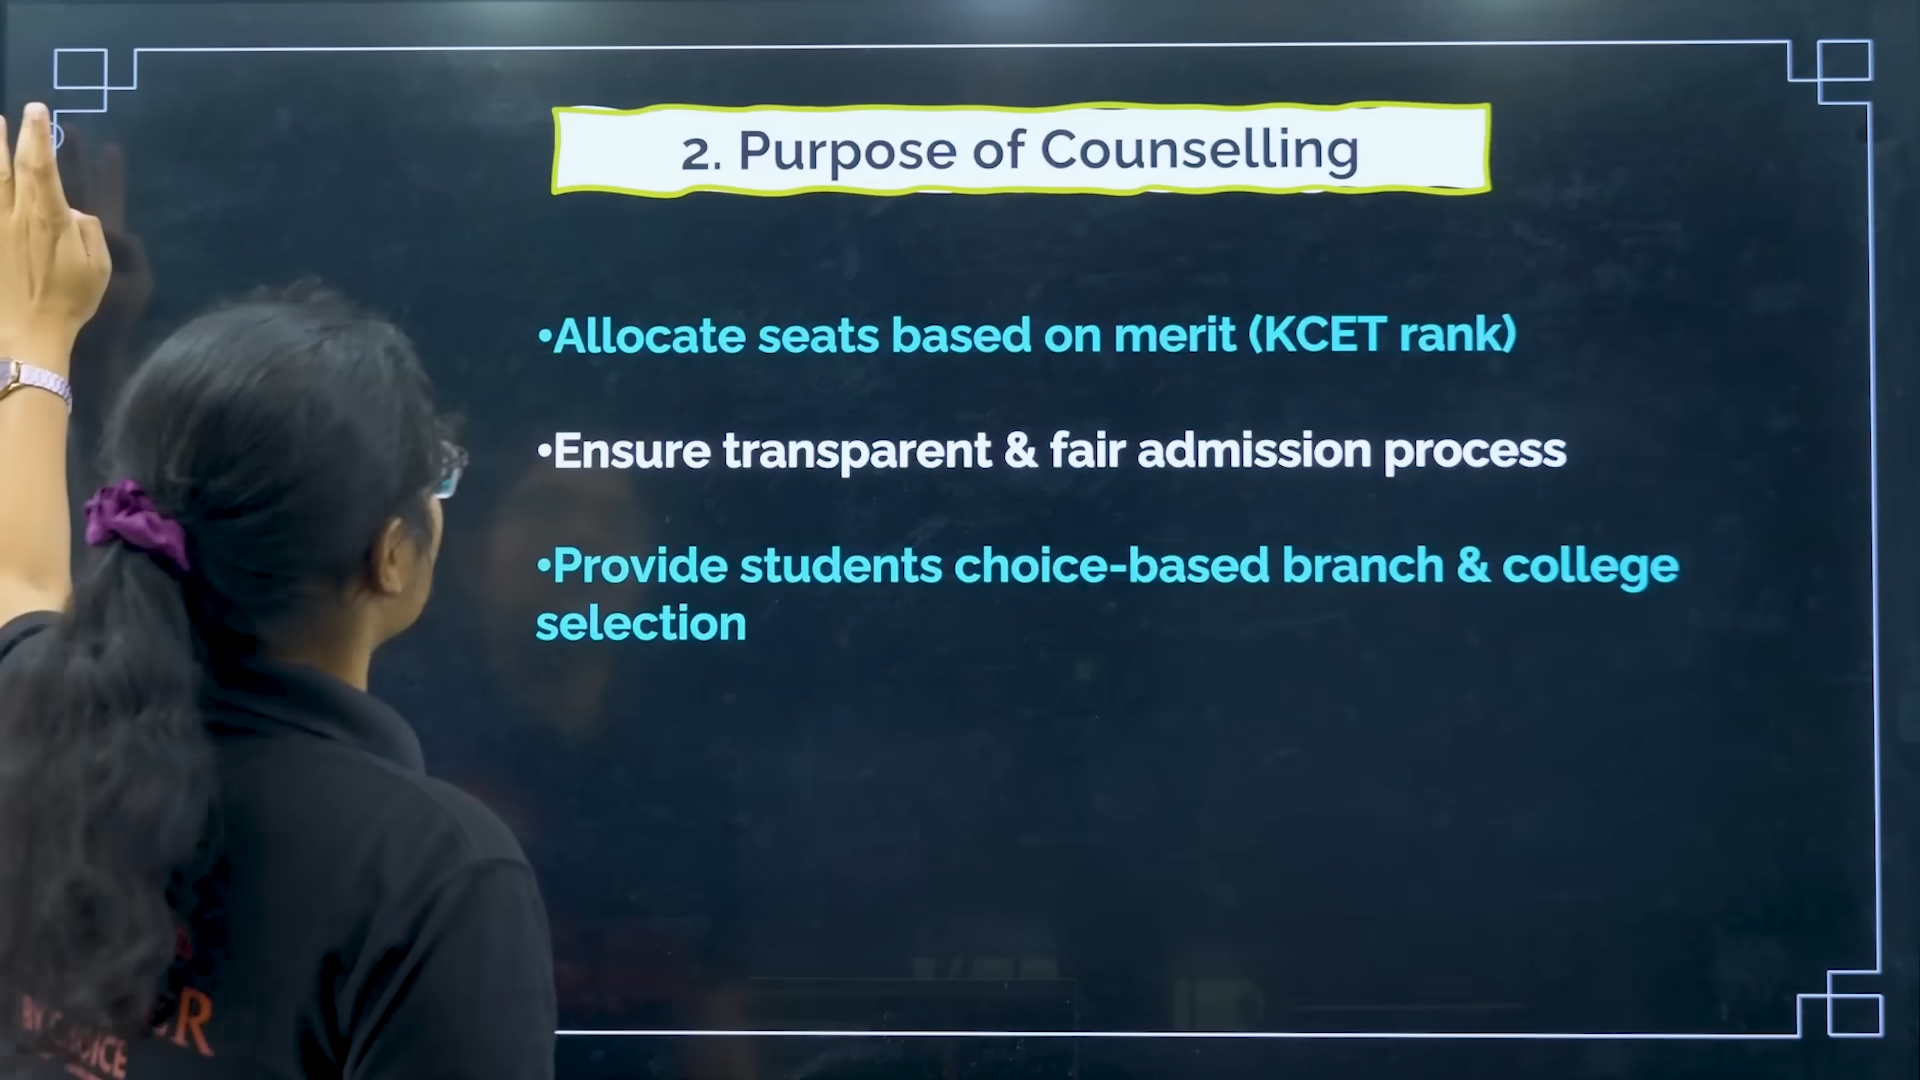 2. Purpose of Counselling
•Allocate seats based on merit (KCET rank)
•Ensure transparent & fair admission process
•Provide students choice-based branch & college
selection